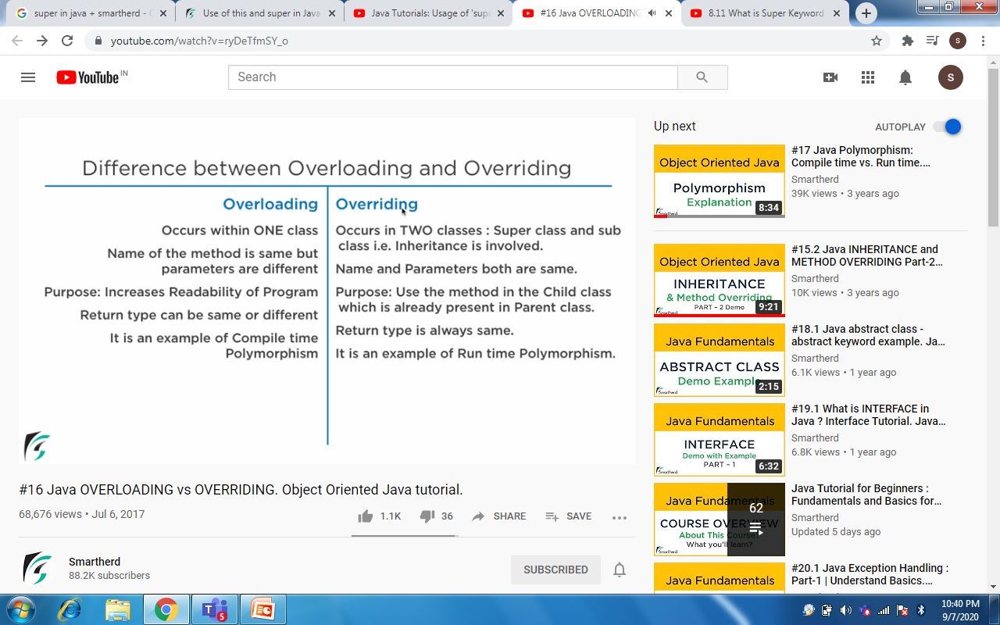 super in java + smartherd - G
Use of this and super in Java
Java Tutorials: Usage of 'supe
#16 Java OVERLOADING
8.11 What is Super Keyword
youtube.com/watch?v=ryDeTfmSY_o
S
YouTube IN
Search
S
Difference between Overloading and Overriding
Overloading
Occurs within ONE class
Name of the method is same but
parameters are different
Purpose: Increases Readability of Program
Return type can be same or different
It is an example of Compile time
Polymorphism
Overriding
Occurs in TWO classes : Super class and sub
class i.e. Inheritance is involved.
Name and Parameters both are same.
Purpose: Use the method in the Child class
which is already present in Parent class.
Return type is always same.
It is an example of Run time Polymorphism.
#16 Java OVERLOADING vs OVERRIDING. Object Oriented Java tutorial.
68,676 views • Jul 6, 2017
1.1K
36
SHARE
SAVE
Smartherd
88.2K subscribers
SUBSCRIBED
Up next
AUTOPLAY
Object Oriented Java
Polymorphism
Explanation
Smartherd
8:34
#17 Java Polymorphism:
Compile time vs. Run time....
Smartherd
39K views • 3 years ago
Object Oriented Java
INHERITANCE
& Method Overriding
PART - 2 Demo
Smartherd
9:21
#15.2 Java INHERITANCE and
METHOD OVERRIDING Part-2...
Smartherd
10K views • 3 years ago
Java Fundamentals
ABSTRACT CLASS
Demo Example
Smartherd
2:15
#18.1 Java abstract class -
abstract keyword example. Ja...
Smartherd
6.1K views • 1 year ago
Java Fundamentals
INTERFACE
Demo with Example
PART - 1
Smartherd
6:32
#19.1 What is INTERFACE in
Java ? Interface Tutorial. Java...
Smartherd
6.8K views • 1 year ago
Java Fundamentals
COURSE OVERVIEW
About This Course?
What you'll learn?
Smartherd
62
Java Tutorial for Beginners :
Fundamentals and Basics for...
Smartherd
Updated 5 days ago
Java Fundamentals
#20.1 Java Exception Handling :
Part-1 | Understand Basics....
5
10:40 PM
9/7/2020